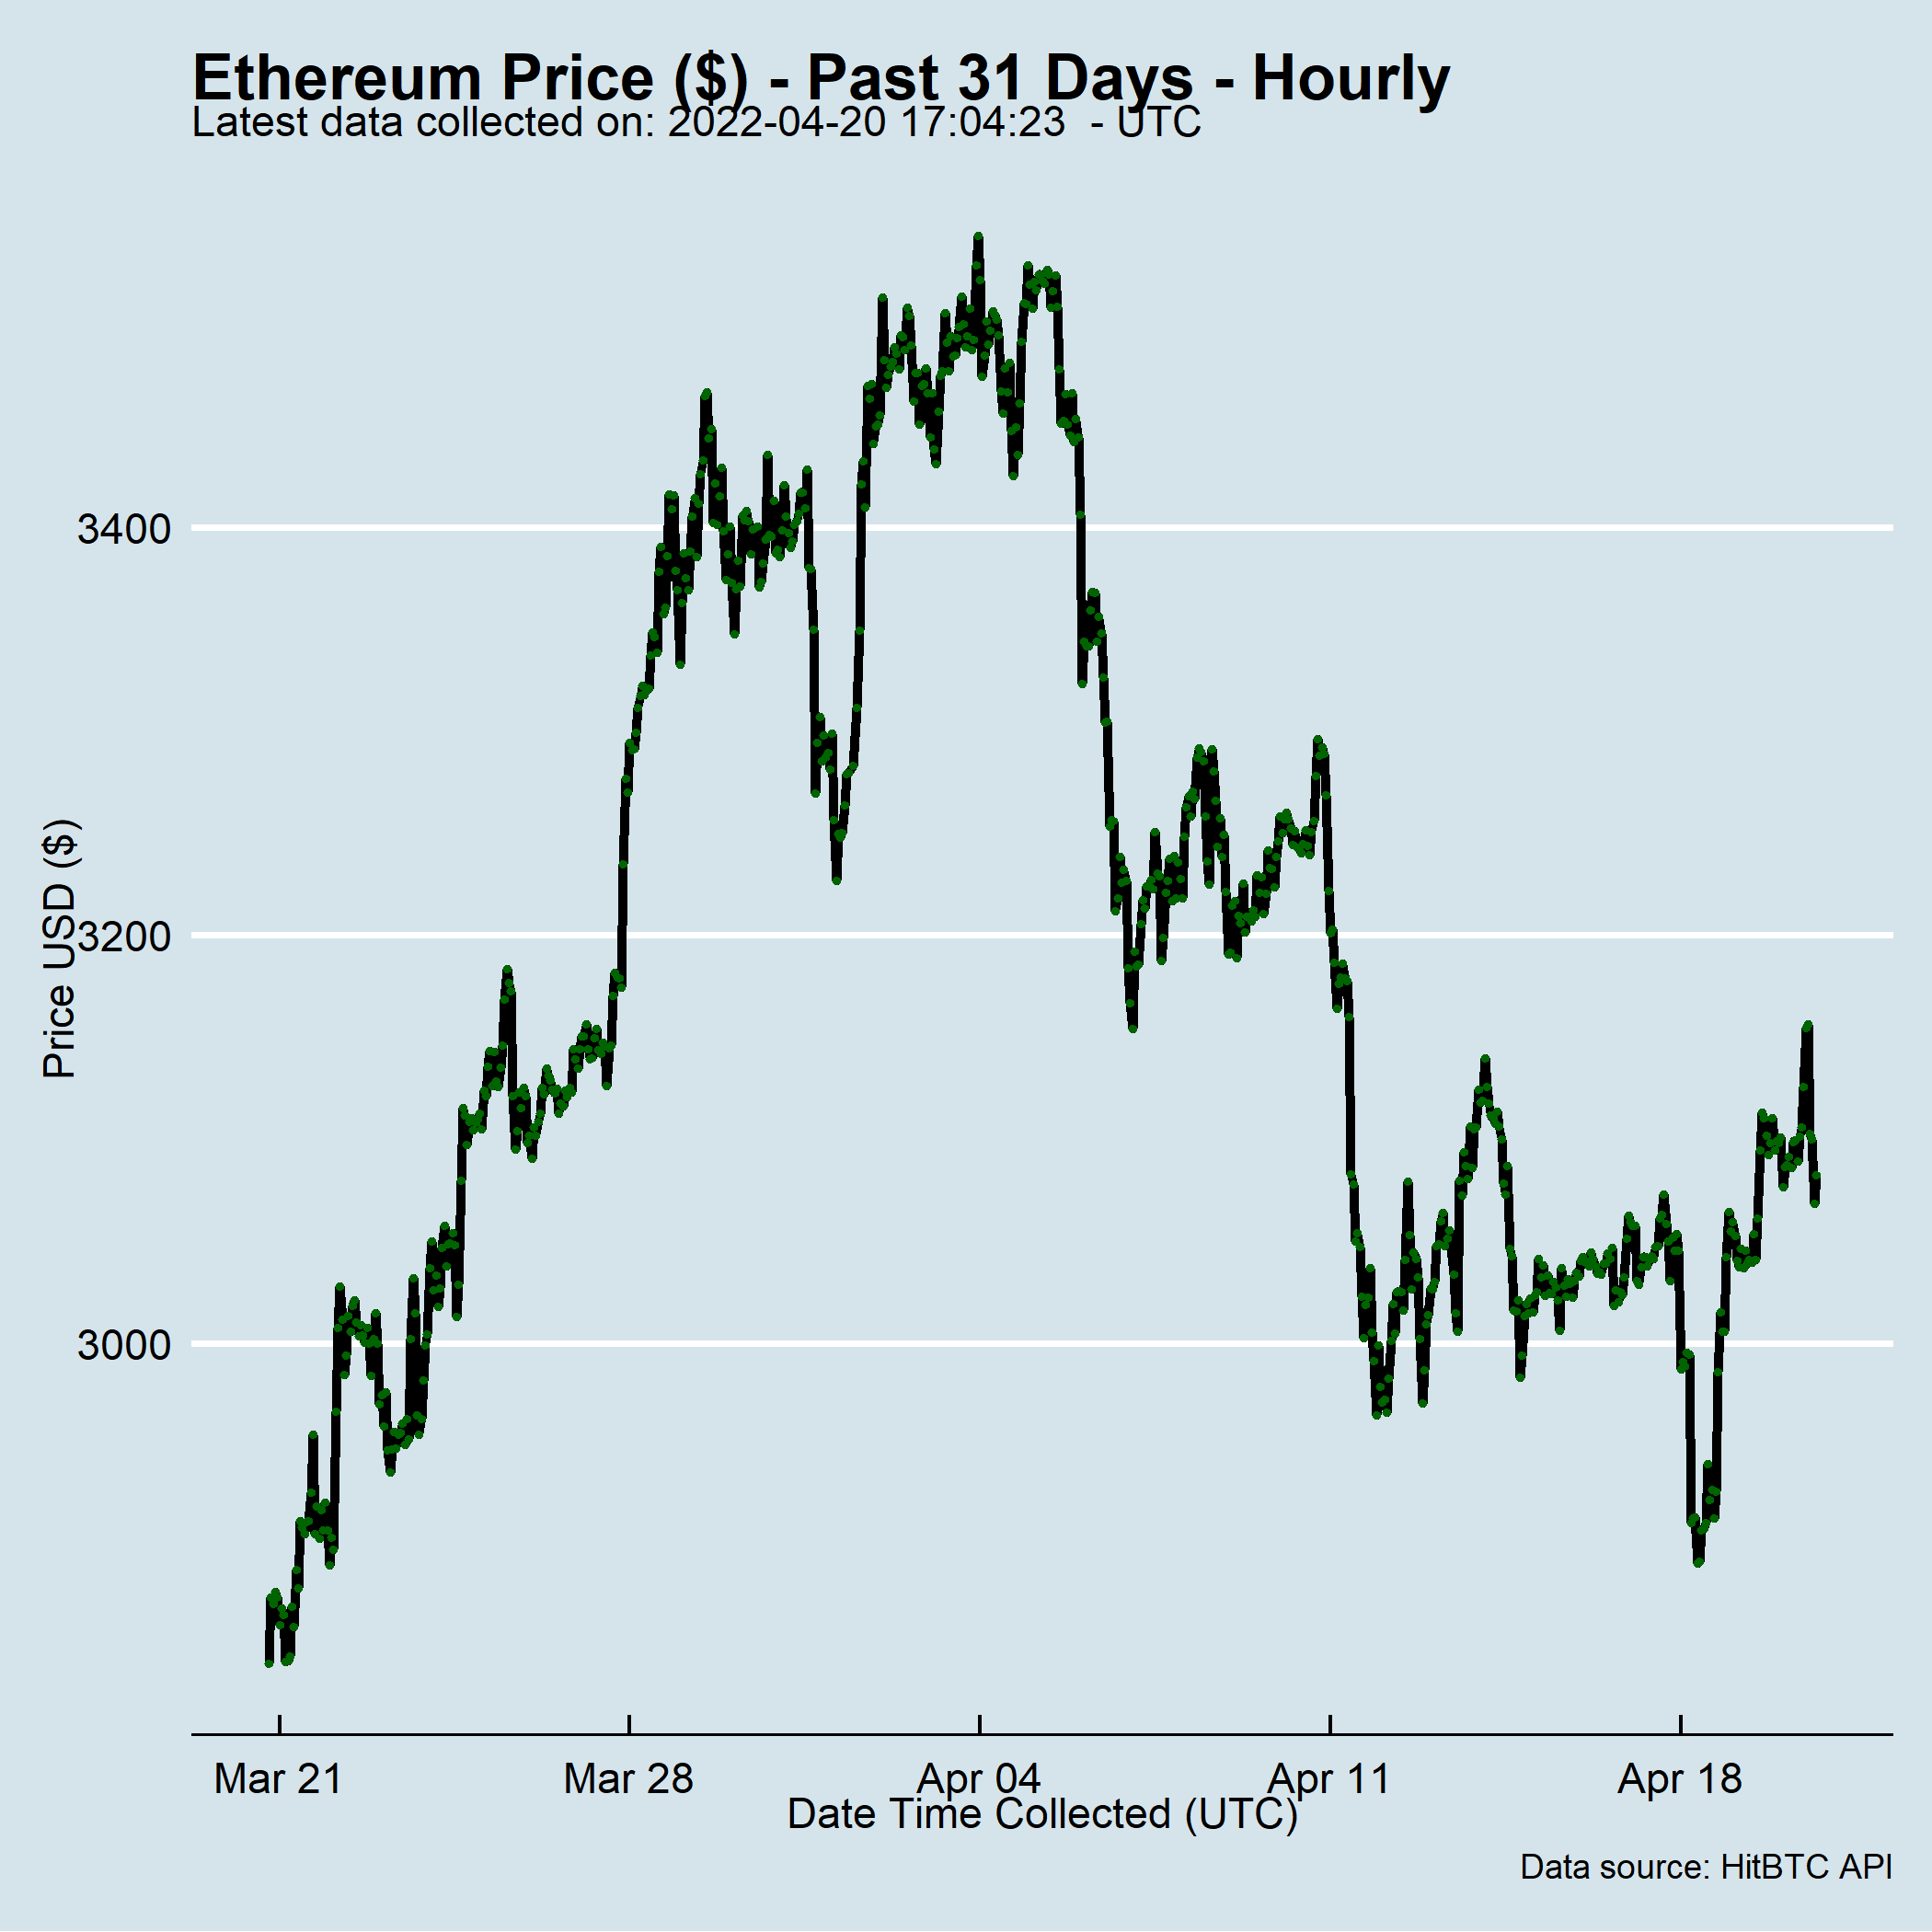 Ethereum Price ($) - Past 31 Days - Hourly
Latest data collected on: 2022-04-20 17:04:23  - UTC
Price USD ($)
3400
3200
3000
Mar 21
Mar 28
Apr 04
Apr 11
Apr 18
Date Time Collected (UTC)
Data source: HitBTC API